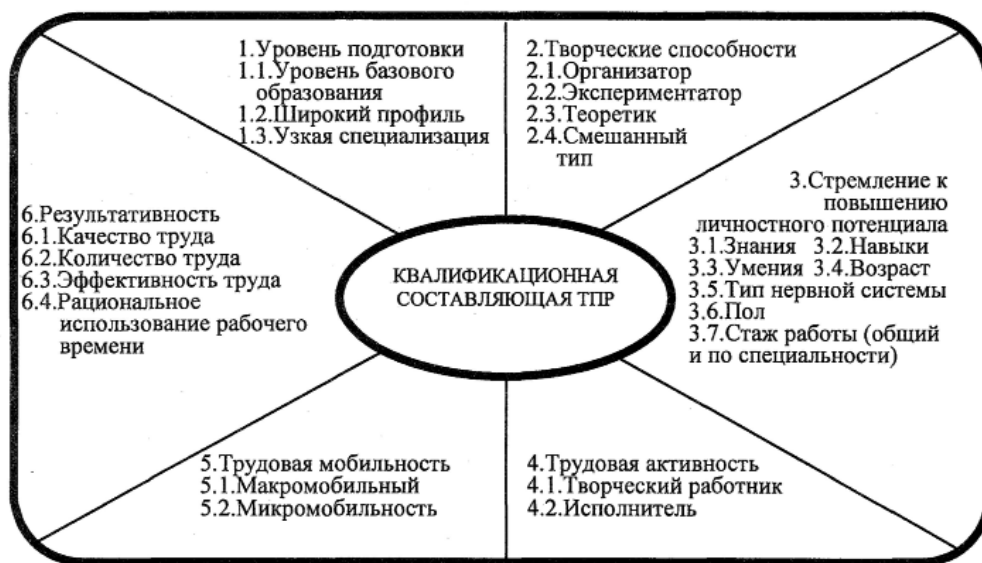 1.Уровень подготовки
1.1.Уровень базового
образования
1.2.Широкий профиль
1.3.Узкая специализация
2.Творческие способности
2.1.Организатор
2.2.Экспериментатор
2.3.Теоретик
2.4.Смешанный
тип
3.Стремление к
повышению
личностного потенциала
3.1.Знания 3.2.Навыки
3.3.Умения 3.4.Возраст
3.5.Тип нервной системы
3.6.Пол
3.7.Стаж работы (общий
и по специальности)
КВАЛИФИКАЦИОННАЯ
СОСТАВЛЯЮЩАЯ ТПР
4.Трудовая активность
4.1.Творческий работник
4.2.Исполнитель
5.Трудовая мобильность
5.1.Макромобильный
5.2.Микромобильность
6.Результативность
6.1.Качество труда
6.2.Количество труда
6.3.Эффективность труда
6.4.Рациональное
использование рабочего
времени